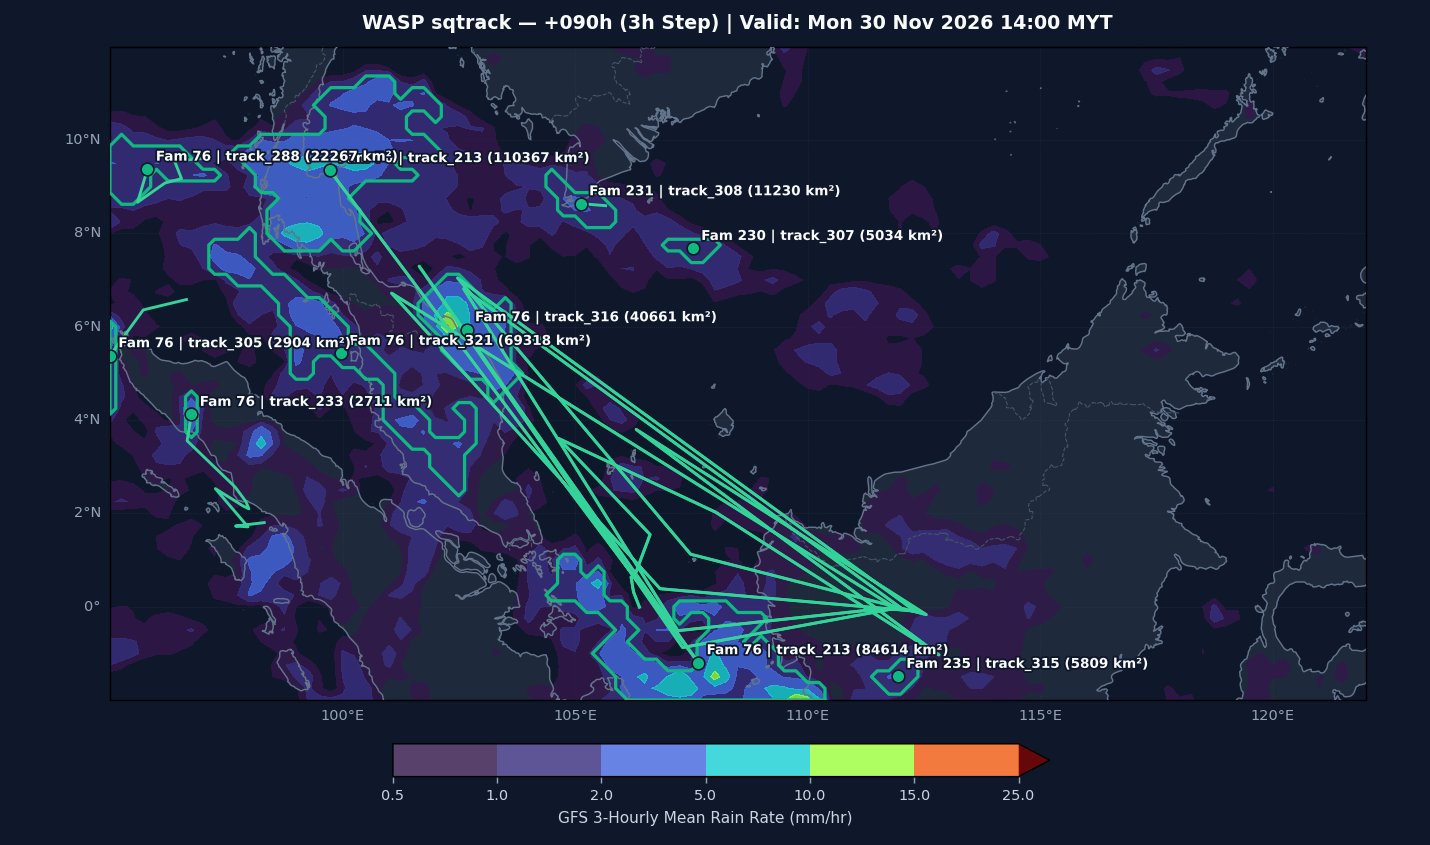 WASP sqtrack — +090h (3h Step) | Valid: Mon 30 Nov 2026 14:00 MYT
10°N
8°N
6°N
4°N
2°N
0°
Fam 76 | track_288 (22267 km²)
| track_213 (110367 km²)
Fam 231 | track_308 (11230 km²)
Fam 230 | track_307 (5034 km²)
Fam 76 | track_316 (40661 km²)
Fam 76 | track_305 (2904 km²)
Fam 76 | track_321 (69318 km²)
Fam 76 | track_233 (2711 km²)
Fam 76 | track_213 (84614 km²)
Fam 235 | track_315 (5809 km²)
100°E 105°E 110°E 115°E 120°E
0.5 1.0 2.0 5.0 10.0 15.0 25.0
GFS 3-Hourly Mean Rain Rate (mm/hr)